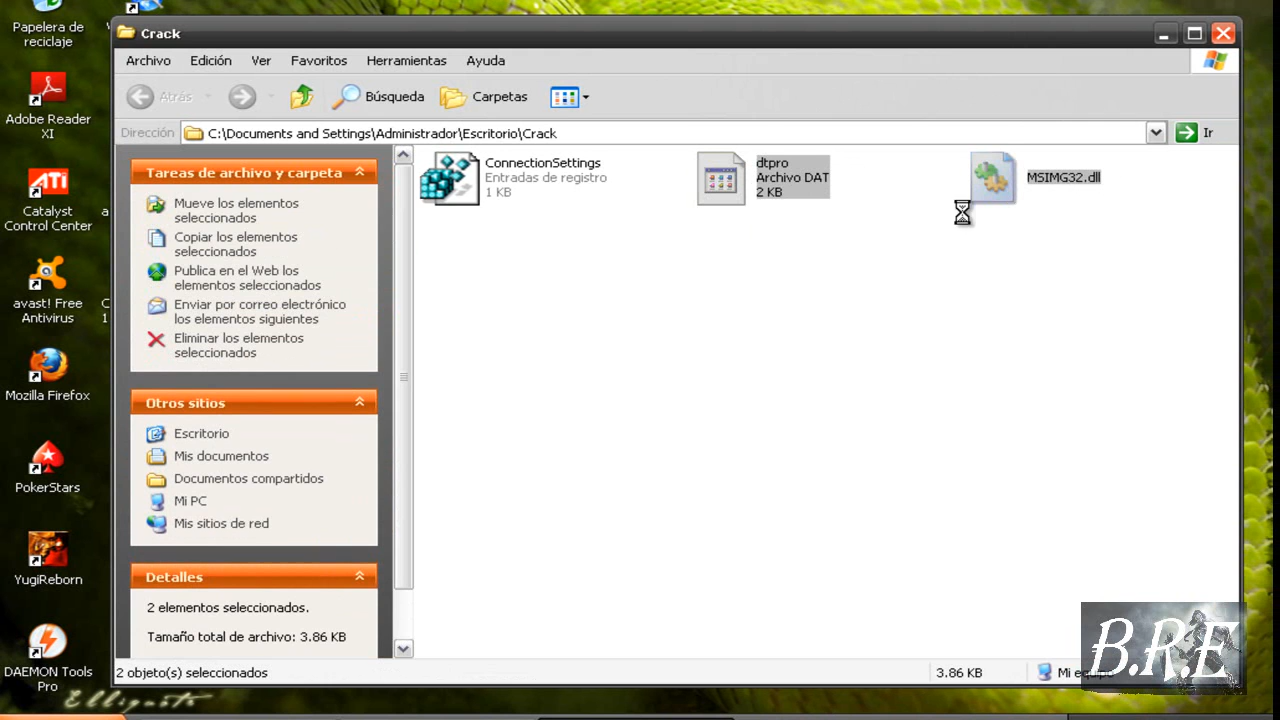 Papelera de
reciclaje
Adobe Reader
XI
Catalyst
Control Center
avast! Free
Antivirus
Mozilla Firefox
PokerStars
YugiReborn
DAEMON Tools
Pro
Crack
Archivo Edición Ver Favoritos Herramientas Ayuda
Atrás Búsqueda Carpetas
Dirección C:\Documents and Settings\Administrador\Escritorio\Crack Ir
Tareas de archivo y carpeta
Mueve los elementos
seleccionados
Copiar los elementos
seleccionados
Publica en el Web los
elementos seleccionados
Enviar por correo electrónico
los elementos siguientes
Eliminar los elementos
seleccionados
Otros sitios
Escritorio
Mis documentos
Documentos compartidos
Mi PC
Mis sitios de red
Detalles
2 elementos seleccionados.
Tamaño total de archivo: 3.86 KB
ConnectionSettings
Entradas de registro
1 KB
dtpro
Archivo DAT
2 KB
MSIMG32.dll
2 objeto(s) seleccionados 3.86 KB Mi equipo
B.R.E